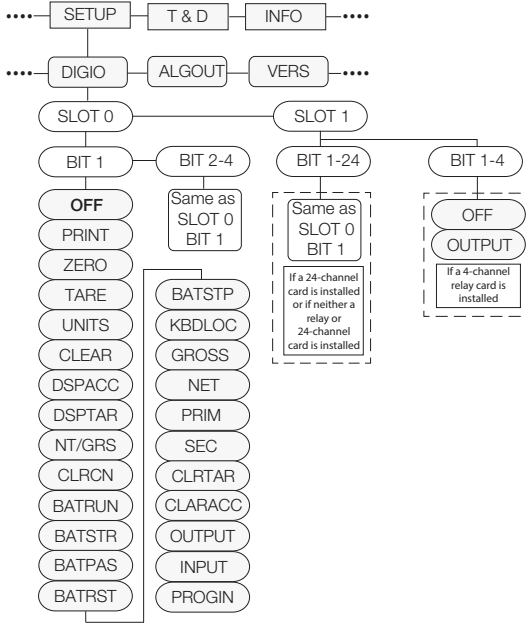 SETUP
T & D
INFO
DIGIO
ALGOUT
VERS
SLOT 0
SLOT 1
BIT 1
BIT 2-4
BIT 1-24
BIT 1-4
OFF
PRINT
ZERO
TARE
UNITS
CLEAR
DSPACC
DSPTAR
NT/GRS
CLRCN
BATRUN
BATSTR
BATPAS
BATRST
Same as
SLOT 0
BIT 1
BATSTP
KBDLOC
GROSS
NET
PRIM
SEC
CLRTAR
CLARACC
OUTPUT
INPUT
PROGIN
Same as
SLOT 0
BIT 1
If a 24-channel
card is installed
or if neither a
relay or
24-channel
card is installed
OFF
OUTPUT
If a 4-channel
relay card is
installed